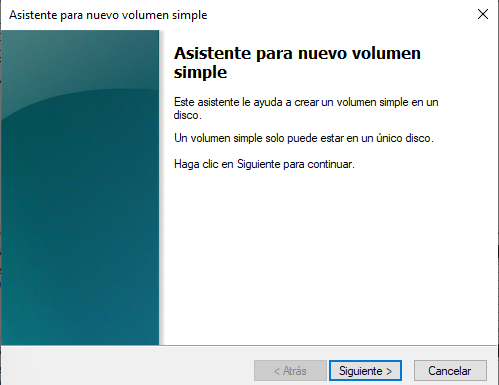 Asistente para nuevo volumen simple
Asistente para nuevo volumen
simple
Este asistente le ayuda a crear un volumen simple en un
disco.
Un volumen simple solo puede estar en un único disco.
Haga clic en Siguiente para continuar.
< Atrás
Siguiente >
Cancelar